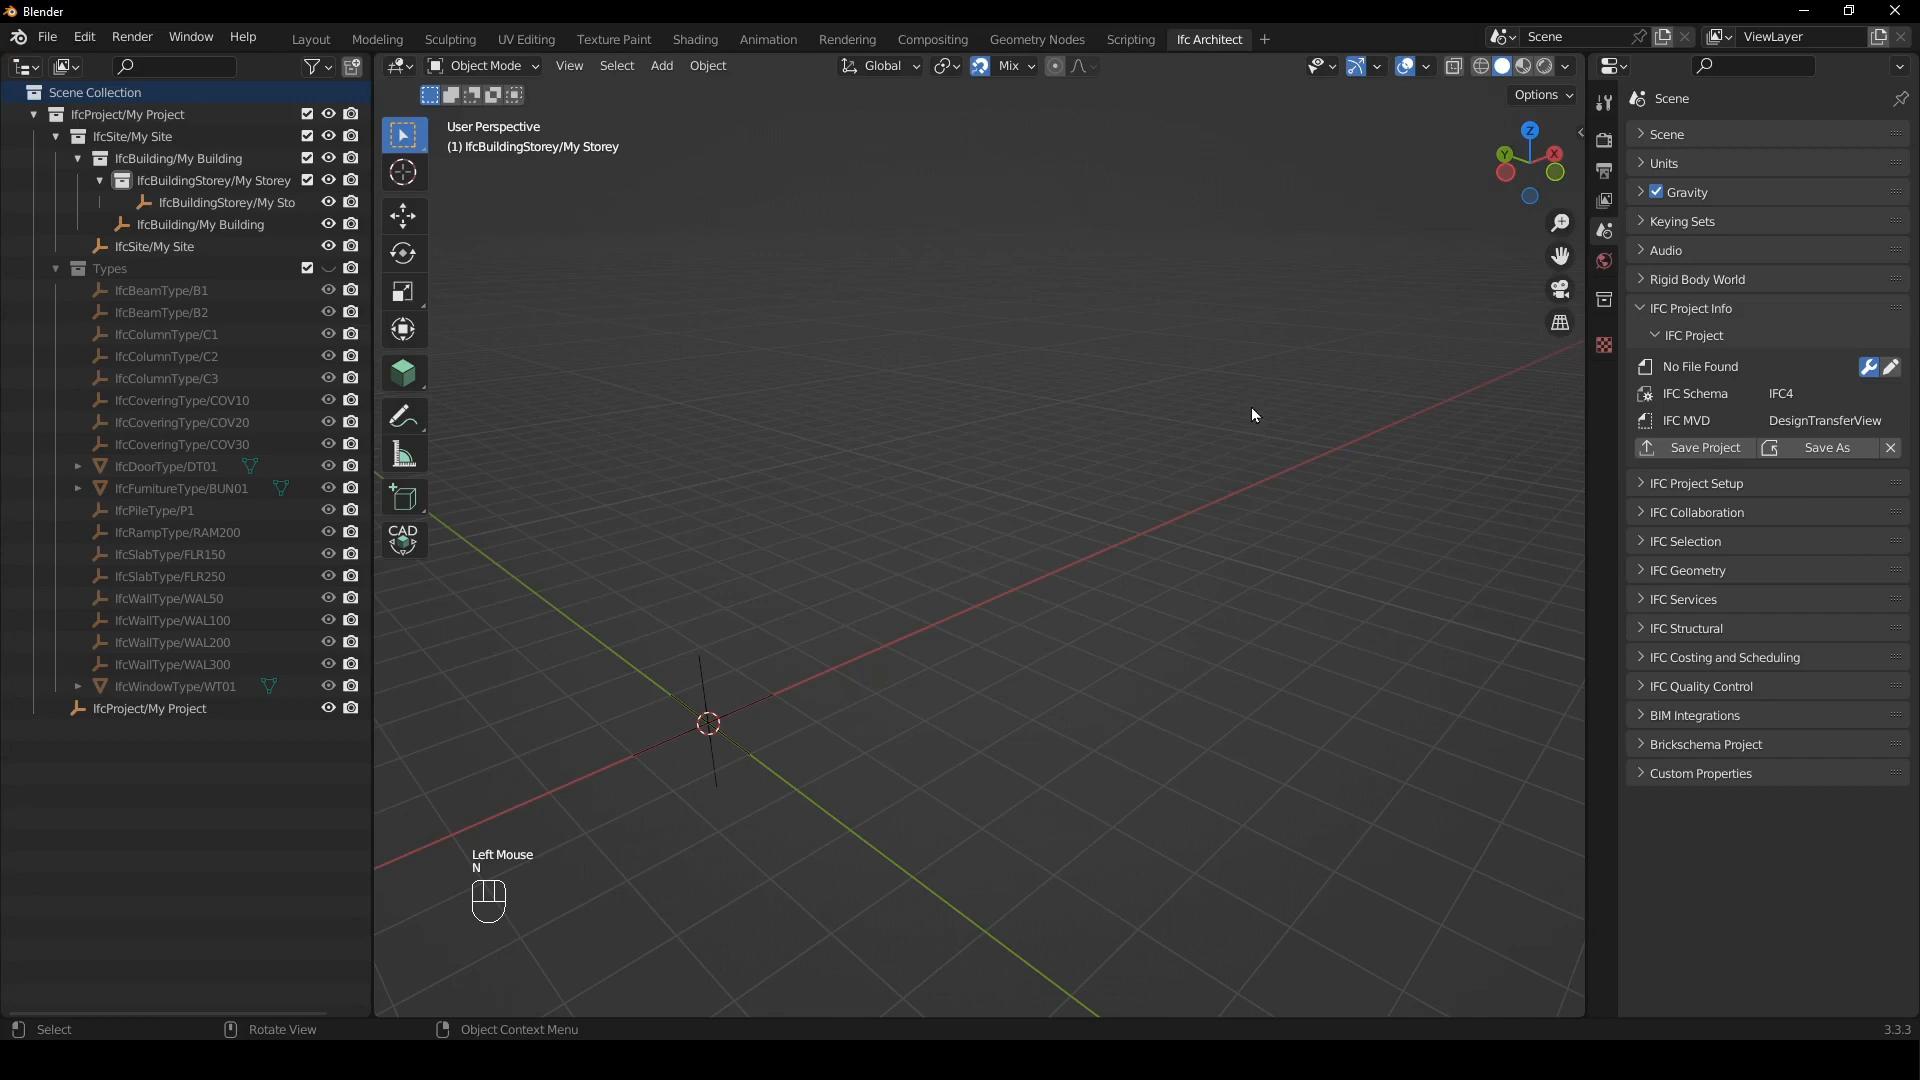 Blender
File Edit Render Window Help
Layout Modeling Sculpting UV Editing Texture Paint Shading Animation Rendering Compositing Geometry Nodes Scripting Ifc Architect
Scene
ViewLayer
Object Mode View Select Add Object
Global
Mix
Options
Scene Collection
IfcProject/My Project
IfcSite/My Site
IfcBuilding/My Building
IfcBuildingStorey/My Storey
IfcBuildingStorey/My Sto
IfcBuilding/My Building
IfcSite/My Site
Types
IfcBeamType/B1
IfcBeamType/B2
IfcColumnType/C1
IfcColumnType/C2
IfcColumnType/C3
IfcCoveringType/COV10
IfcCoveringType/COV20
IfcCoveringType/COV30
IfcDoorType/DT01
IfcFurnitureType/BUN01
IfcPileType/P1
IfcRampType/RAM200
IfcSlabType/FLR150
IfcSlabType/FLR250
IfcWallType/WAL50
IfcWallType/WAL100
IfcWallType/WAL200
IfcWallType/WAL300
IfcWindowType/WT01
IfcProject/My Project
User Perspective
(1) IfcBuildingStorey/My Storey
CAD
Z
Y
X
Left Mouse
N
Scene
Scene
Units
Gravity
Keying Sets
Audio
Rigid Body World
IFC Project Info
IFC Project
No File Found
IFC Schema IFC4
IFC MVD DesignTransferView
Save Project Save As
IFC Project Setup
IFC Collaboration
IFC Selection
IFC Geometry
IFC Services
IFC Structural
IFC Costing and Scheduling
IFC Quality Control
BIM Integrations
Brickschema Project
Custom Properties
Select Rotate View Object Context Menu 3.3.3